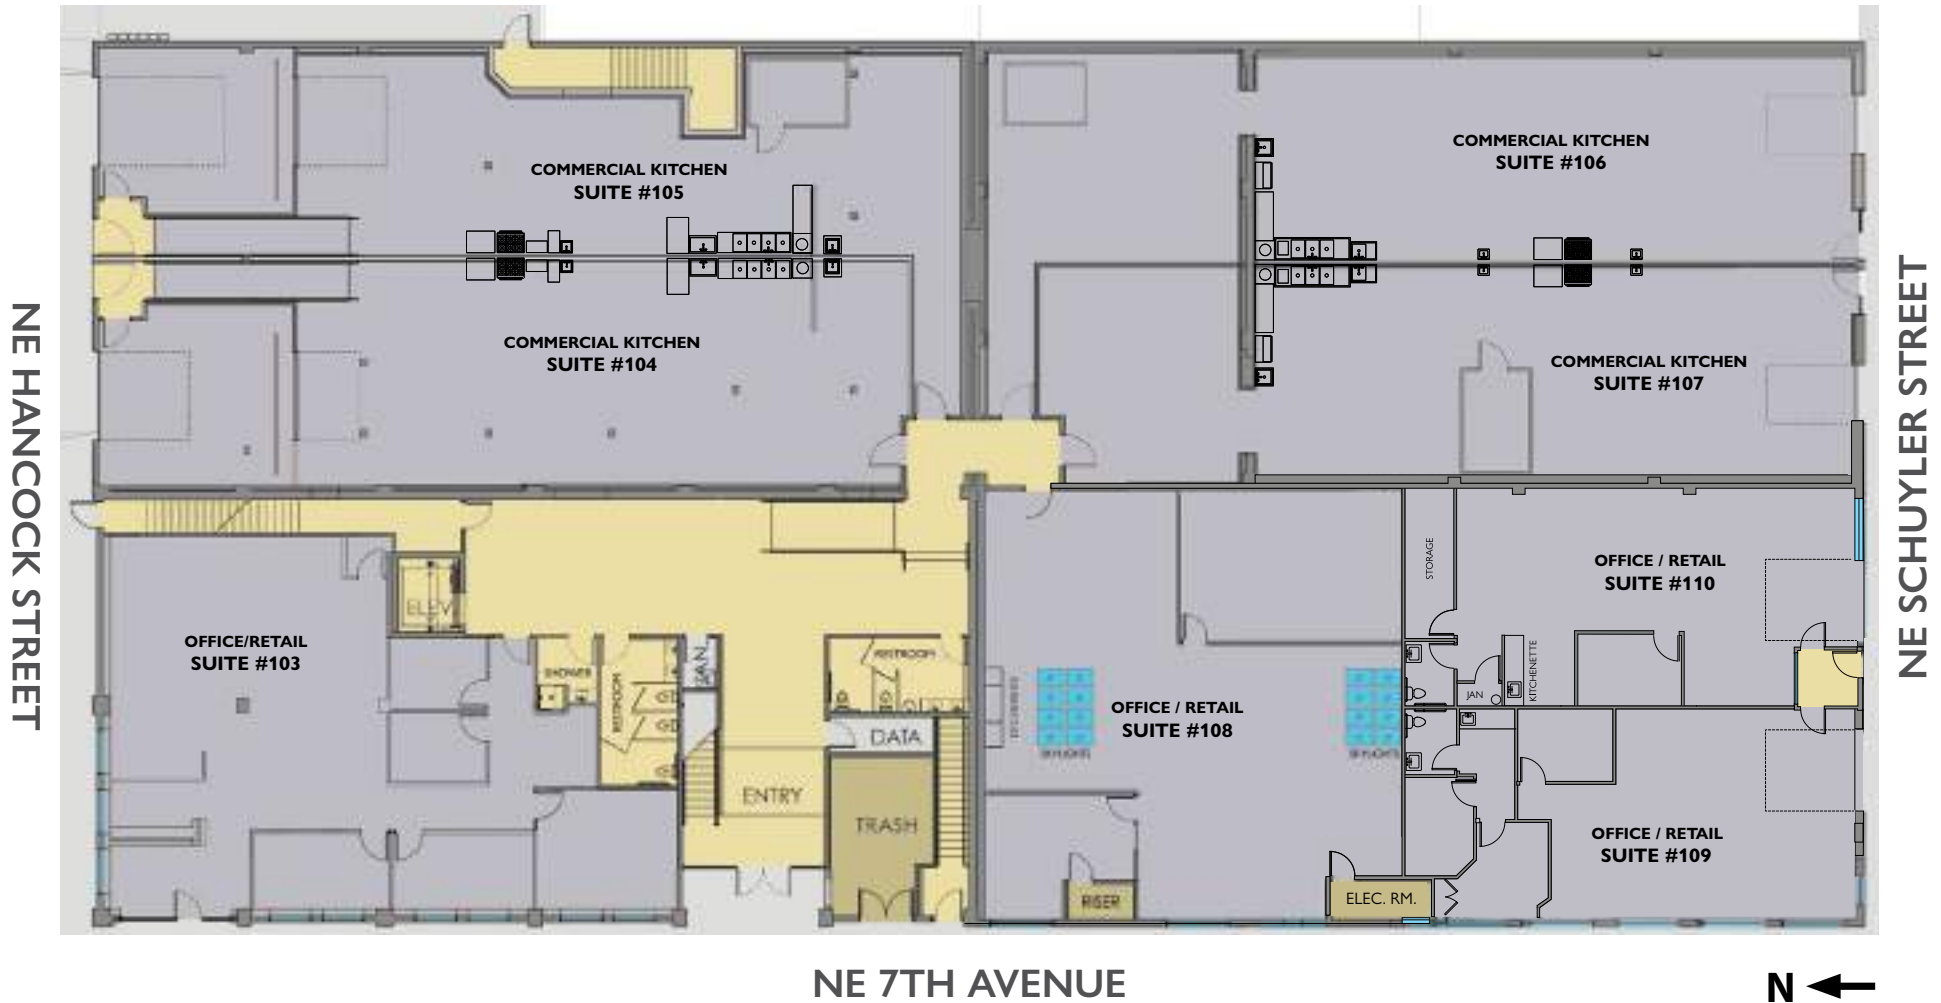 COMMERCIAL KITCHEN
SUITE #105
COMMERCIAL KITCHEN
SUITE #106
COMMERCIAL KITCHEN
SUITE #104
COMMERCIAL KITCHEN
SUITE #107
NE HANCOCK STREET
NE SCHUYLER STREET
ELEV.
OFFICE/RETAIL
SUITE #103
SHOWER
RESTROOM
JAN.
RESTROOM
DATA
ENTRY
TRASH
STORAGE
OFFICE / RETAIL
SUITE #110
KITCHENETTE
JAN
OFFICE / RETAIL
SUITE #108
SKYLIGHTS
SKYLIGHTS
OFFICE / RETAIL
SUITE #109
RISER
ELEC. RM.
NE 7TH AVENUE
N